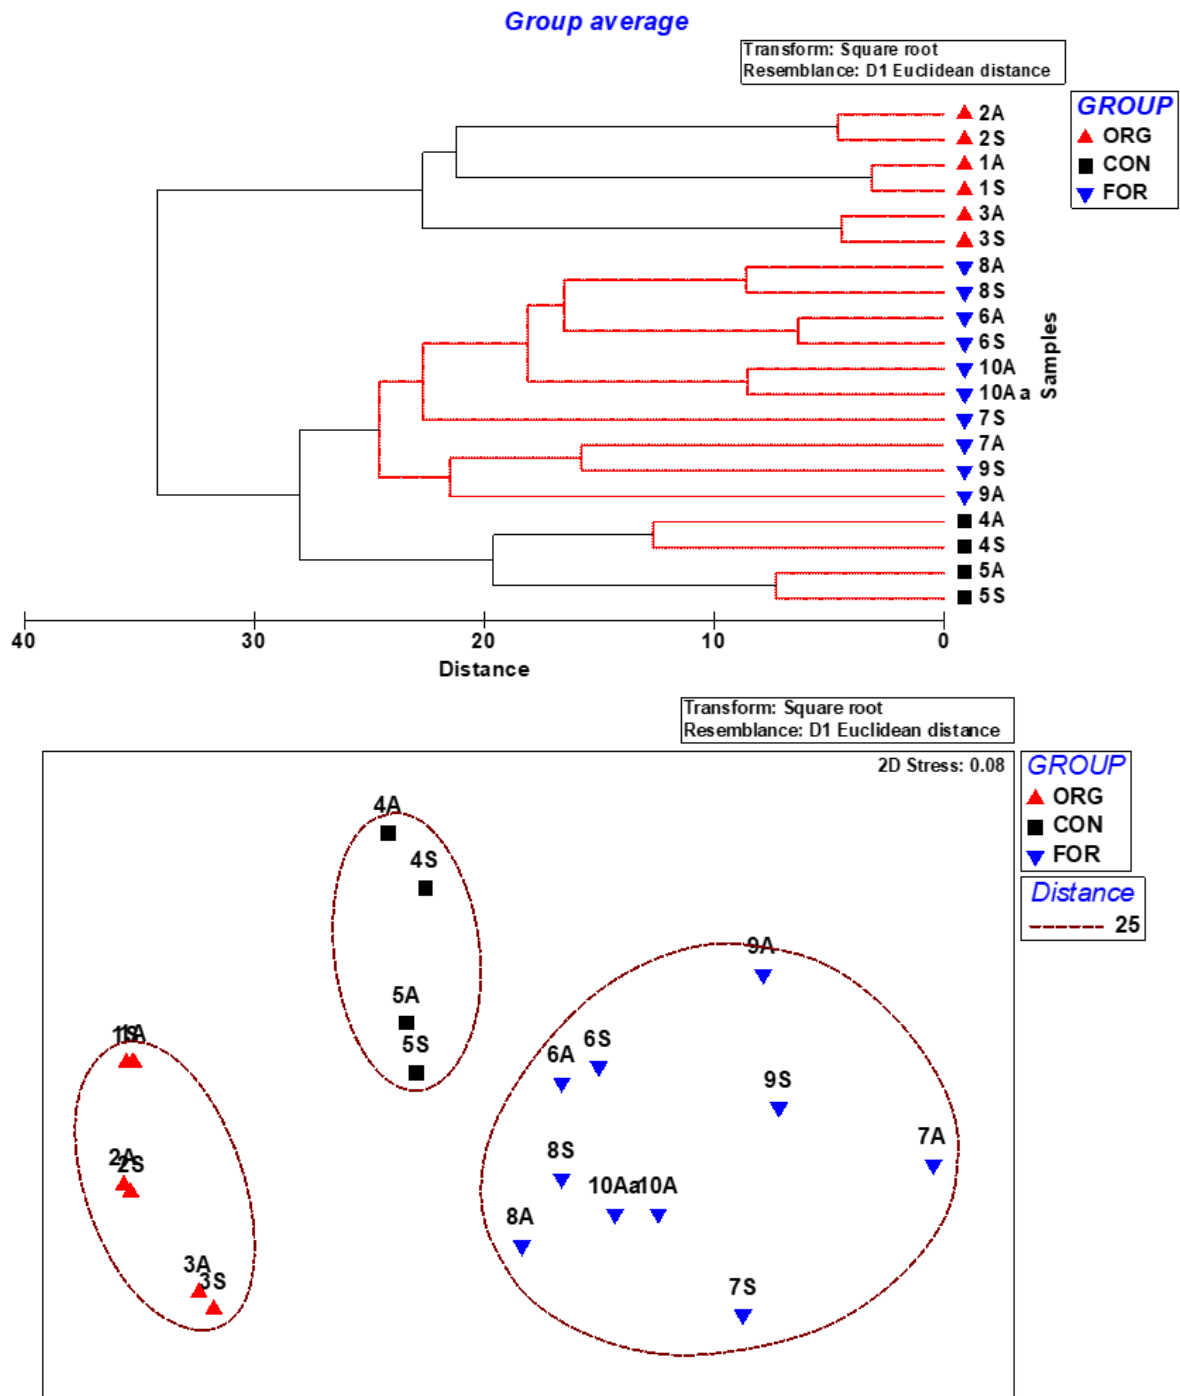 Group average
Transform: Square root
Resemblance: D1 Euclidean distance
GROUP
ORG
CON
FOR
2A
2S
1A
1S
3A
3S
8A
8S
6A
6S
10A
10Aa
7S
7A
9S
9A
4A
4S
5A
5S
Samples
40 30 20 10 0
Distance
Transform: Square root
Resemblance: D1 Euclidean distance
2D Stress: 0.08
GROUP
ORG
CON
FOR
Distance
25
4A
4S
9A
5A
1S 1A
5S
6S
6A
9S
7A
8S
2A
2S
10Aa 10A
8A
3A
3S
7S